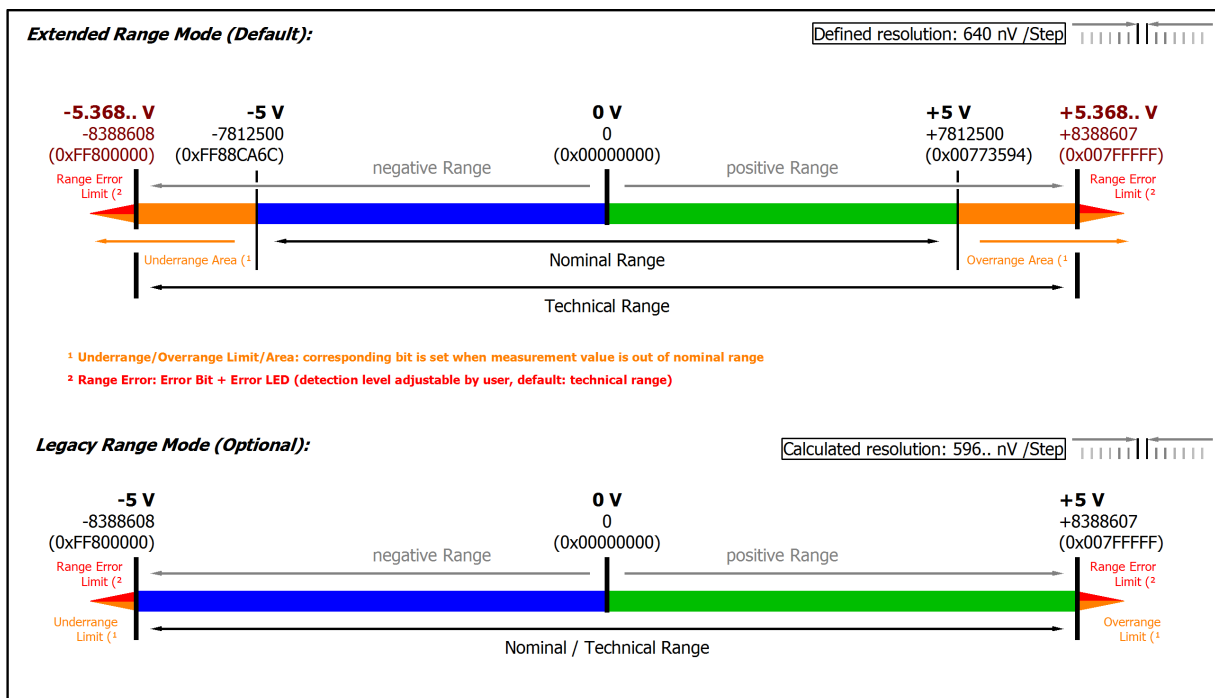 Extended Range Mode (Default):
Defined resolution: 640 nV /Step
-5.368.. V
-5 V
0 V
+5 V
+5.368.. V
-8388608
-7812500
0
+7812500
+8388607
(0xFF800000)
(0xFF88CA6C)
(0x00000000)
(0x00773594)
(0x007FFFFF)
negative Range
positive Range
Range Error
Limit (²
Range Error
Limit (²
Underrange Area (¹
Nominal Range
Overrange Area (¹
Technical Range
¹ Underrange/Overrange Limit/Area: corresponding bit is set when measurement value is out of nominal range
² Range Error: Error Bit + Error LED (detection level adjustable by user, default: technical range)
Legacy Range Mode (Optional):
Calculated resolution: 596.. nV /Step
-5 V
0 V
+5 V
-8388608
0
+8388607
(0xFF800000)
(0x00000000)
(0x007FFFFF)
negative Range
positive Range
Range Error
Limit (²
Range Error
Limit (²
Underrange
Limit (¹
Overrange
Limit (¹
Nominal / Technical Range